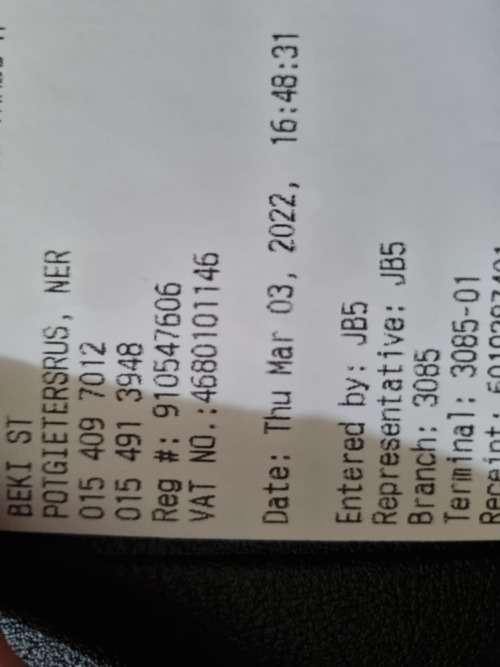 BEKI ST
POTGIETERSRUS, NER
015 409 7012
015 491 3948
Reg #: 910547606
VAT NO.:4680101146
Date: Thu Mar 03, 2022, 16:48:31
Entered by: JB5
Representative: JB5
Branch: 3085
Terminal: 3085-01
Receipt: